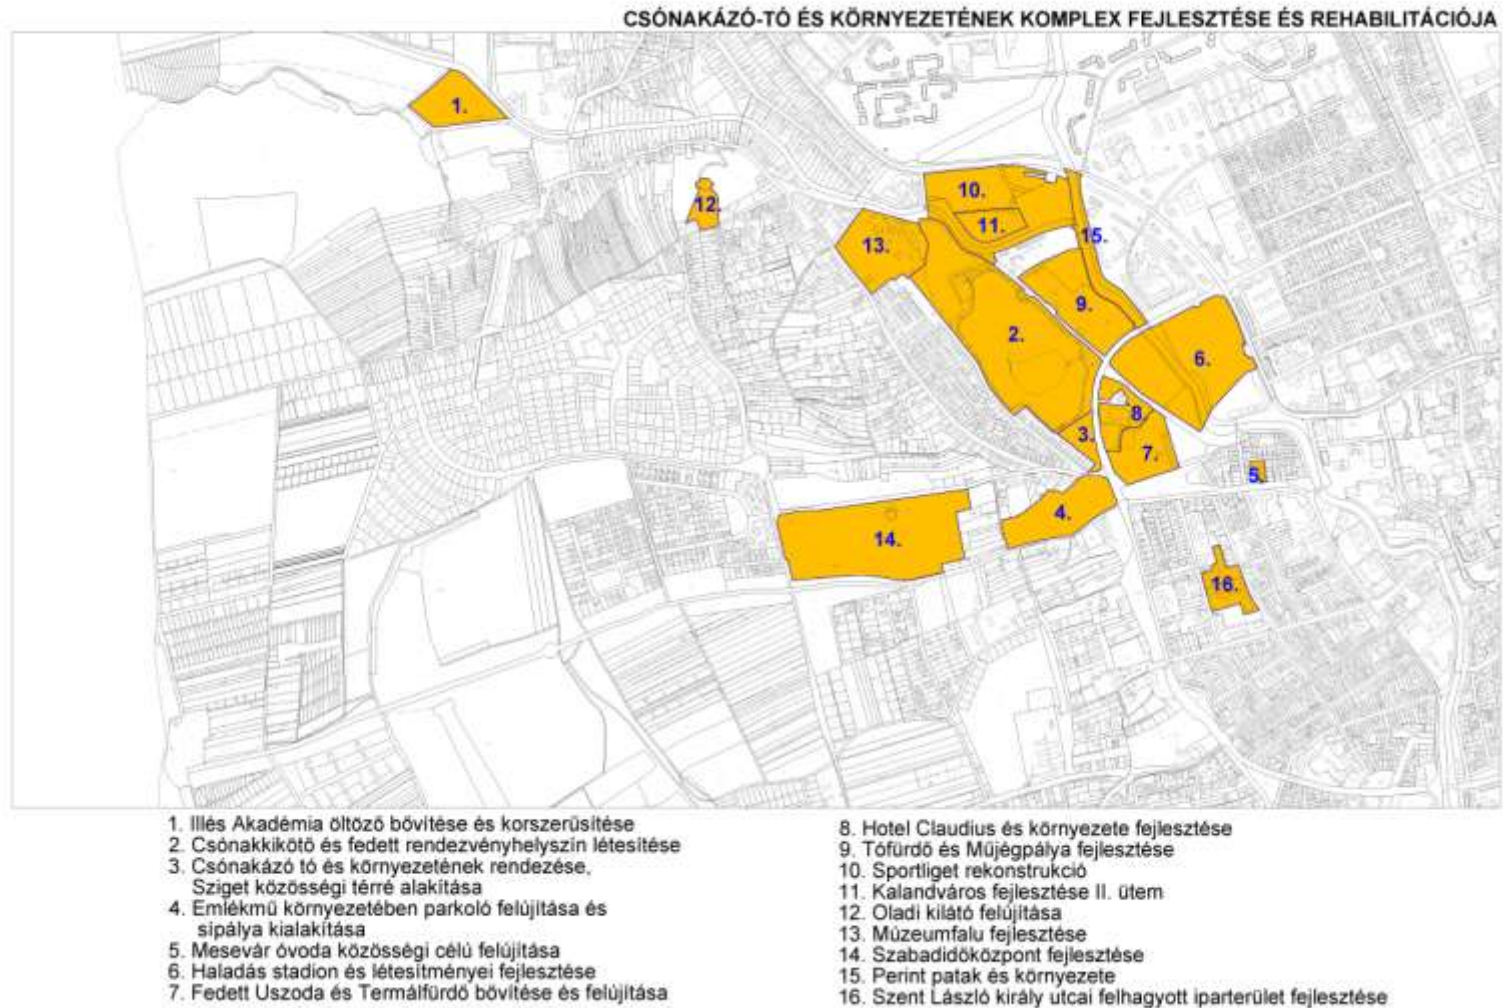 CSÓNAKÁZÓ-TÓ ÉS KÖRNYEZETÉNEK KOMPLEX FEJLESZTÉSE ÉS REHABILITÁCIÓJA
1.
12.
10.
11.
13.
15.
9.
2.
6.
8.
3.
7.
5.
4.
14.
16.
1. Illés Akadémia öltöző bővítése és korszerűsítése
2. Csónakkikötő és fedett rendezvényhelyszín létesítése
3. Csónakázó tó és környezetének rendezése,
Sziget közösségi térré alakítása
4. Emlékmű környezetében parkoló felújítása és
sípálya kialakítása
5. Mesevár óvoda közösségi célú felújítása
6. Haladás stadion és létesítményei fejlesztése
7. Fedett Uszoda és Termálfürdő bővítése és felújítása
8. Hotel Claudius és környezete fejlesztése
9. Tófürdő és Műjégpálya fejlesztése
10. Sportliget rekonstrukció
11. Kalandváros fejlesztése II. ütem
12. Oladi kilátó felújítása
13. Múzeumfalu fejlesztése
14. Szabadidőközpont fejlesztése
15. Perint patak és környezete
16. Szent László király utcai felhagyott iparterület fejlesztése